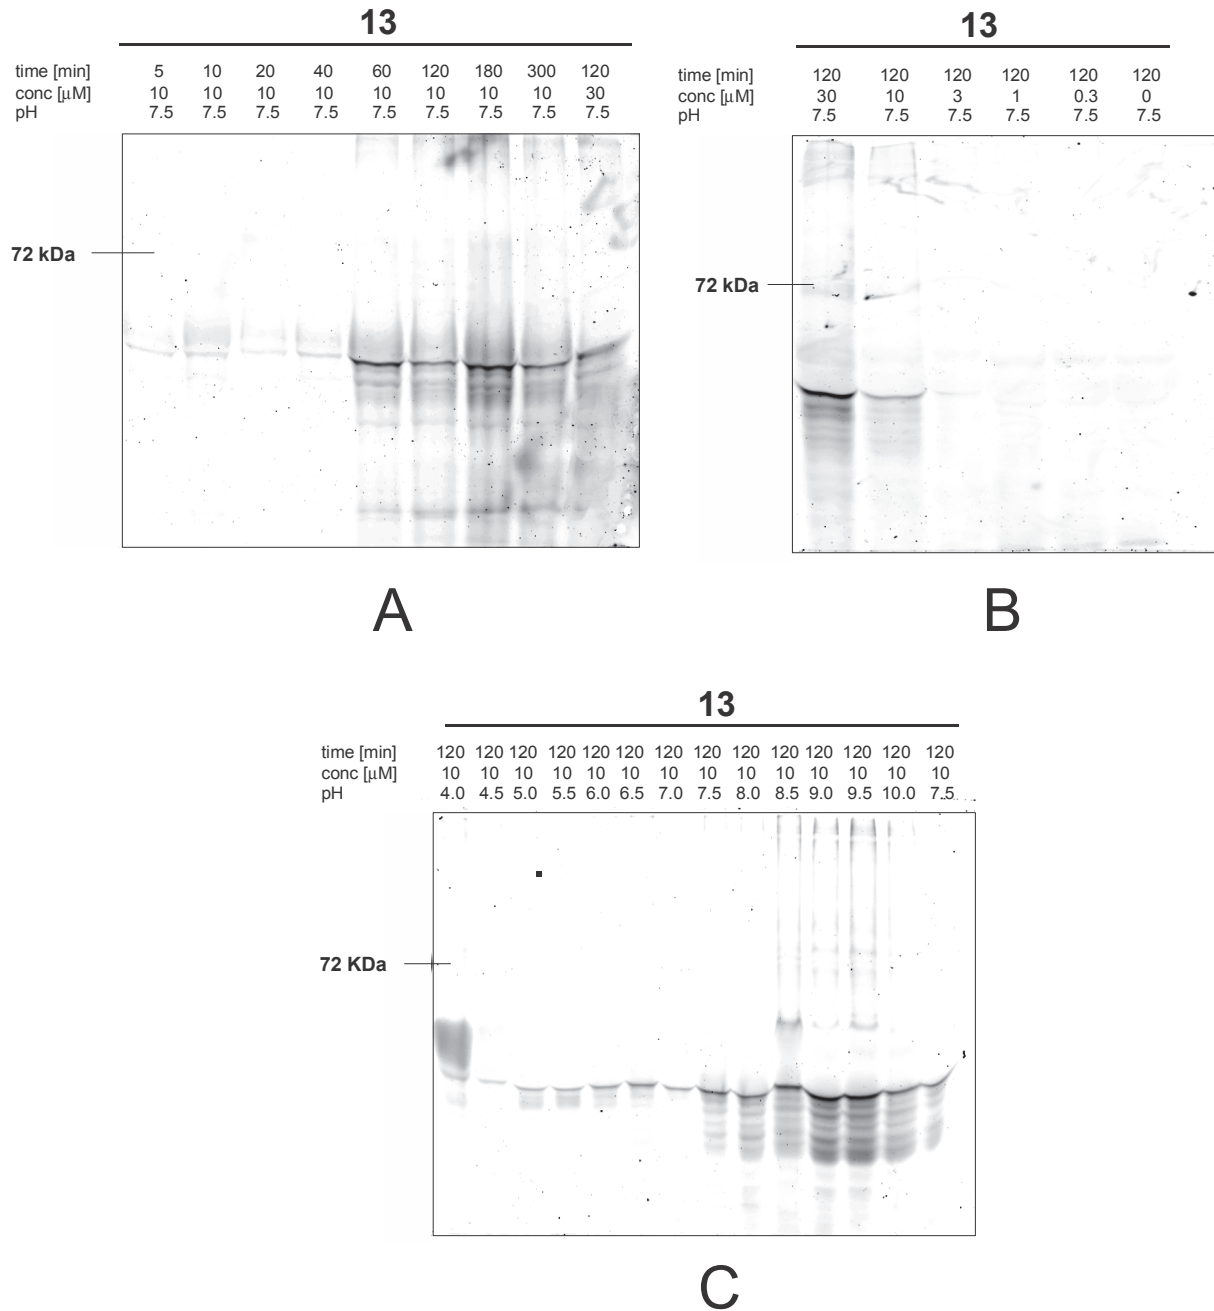 13
time [min] 5 10 20 40 60 120 180 300 120
conc [µM] 10 10 10 10 10 10 10 10 30
pH 7.5 7.5 7.5 7.5 7.5 7.5 7.5 7.5 7.5
72 kDa
A
13
time [min] 120 120 120 120 120 120
conc [µM] 30 10 3 1 0.3 0
pH 7.5 7.5 7.5 7.5 7.5 7.5
72 kDa
B
13
time [min] 120 120 120 120 120 120 120 120 120 120 120 120 120 120
conc [µM] 10 10 10 10 10 10 10 10 10 10 10 10 10 10
pH 4.0 4.5 5.0 5.5 6.0 6.5 7.0 7.5 8.0 8.5 9.0 9.5 10.0 7.5
72 KDa
C